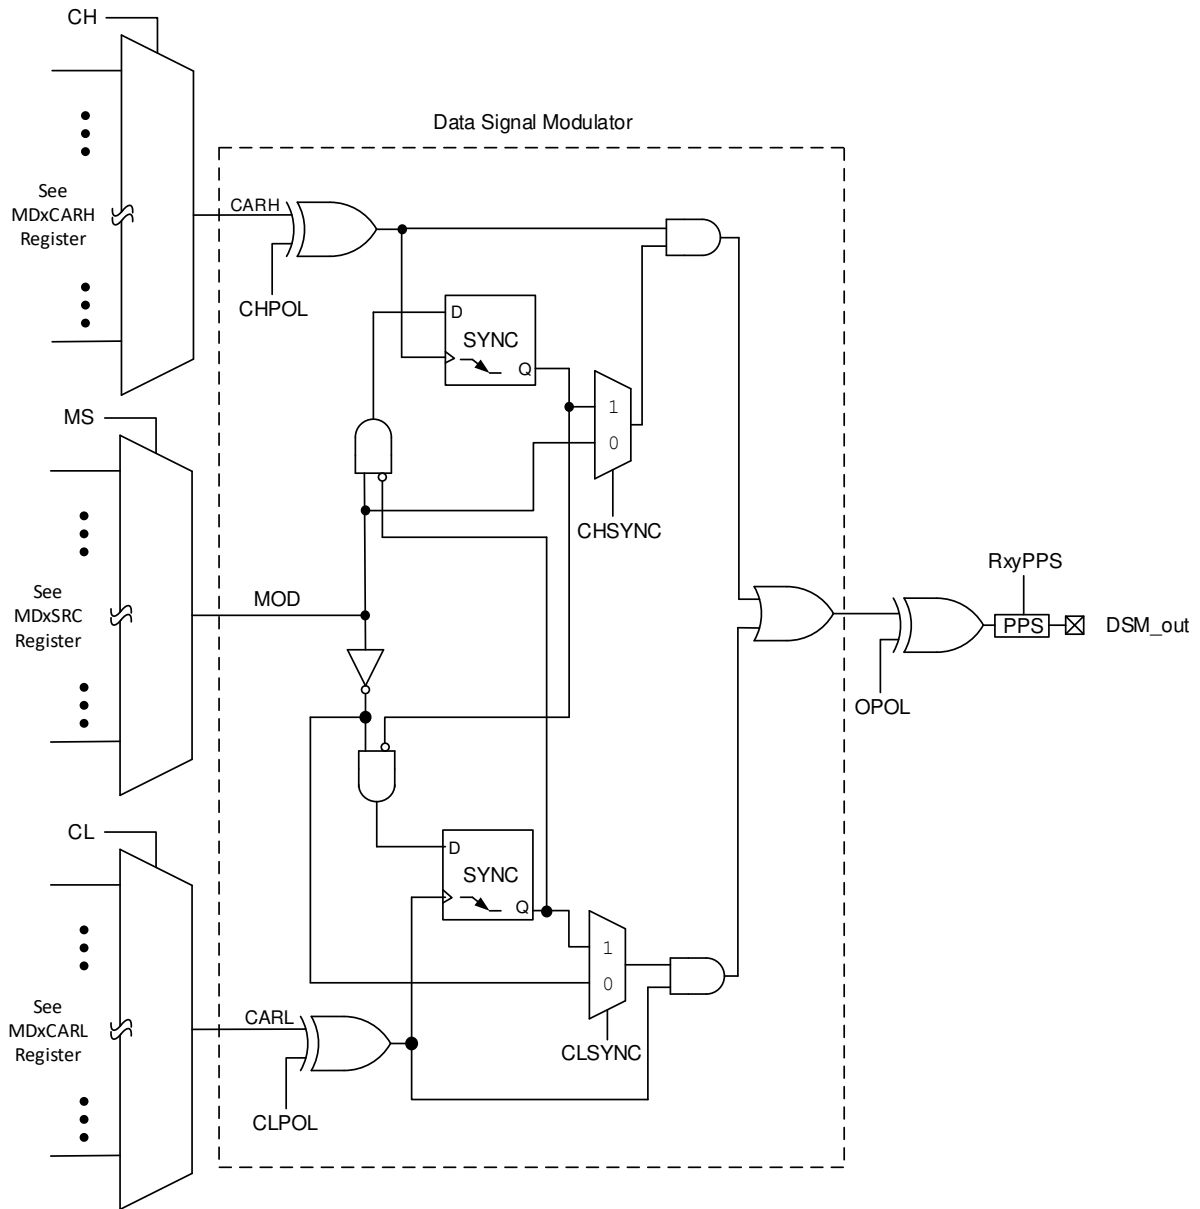 CH
Data Signal Modulator
See
MDxCARH
Register
CARH
CHPOL
D
SYNC
Q
1
0
CHSYNC
MS
See
MDxSRC
Register
MOD
RxyPPS
PPS
DSM_out
OPOL
CL
D
SYNC
Q
1
0
CLSYNC
See
MDxCARL
Register
CARL
CLPOL